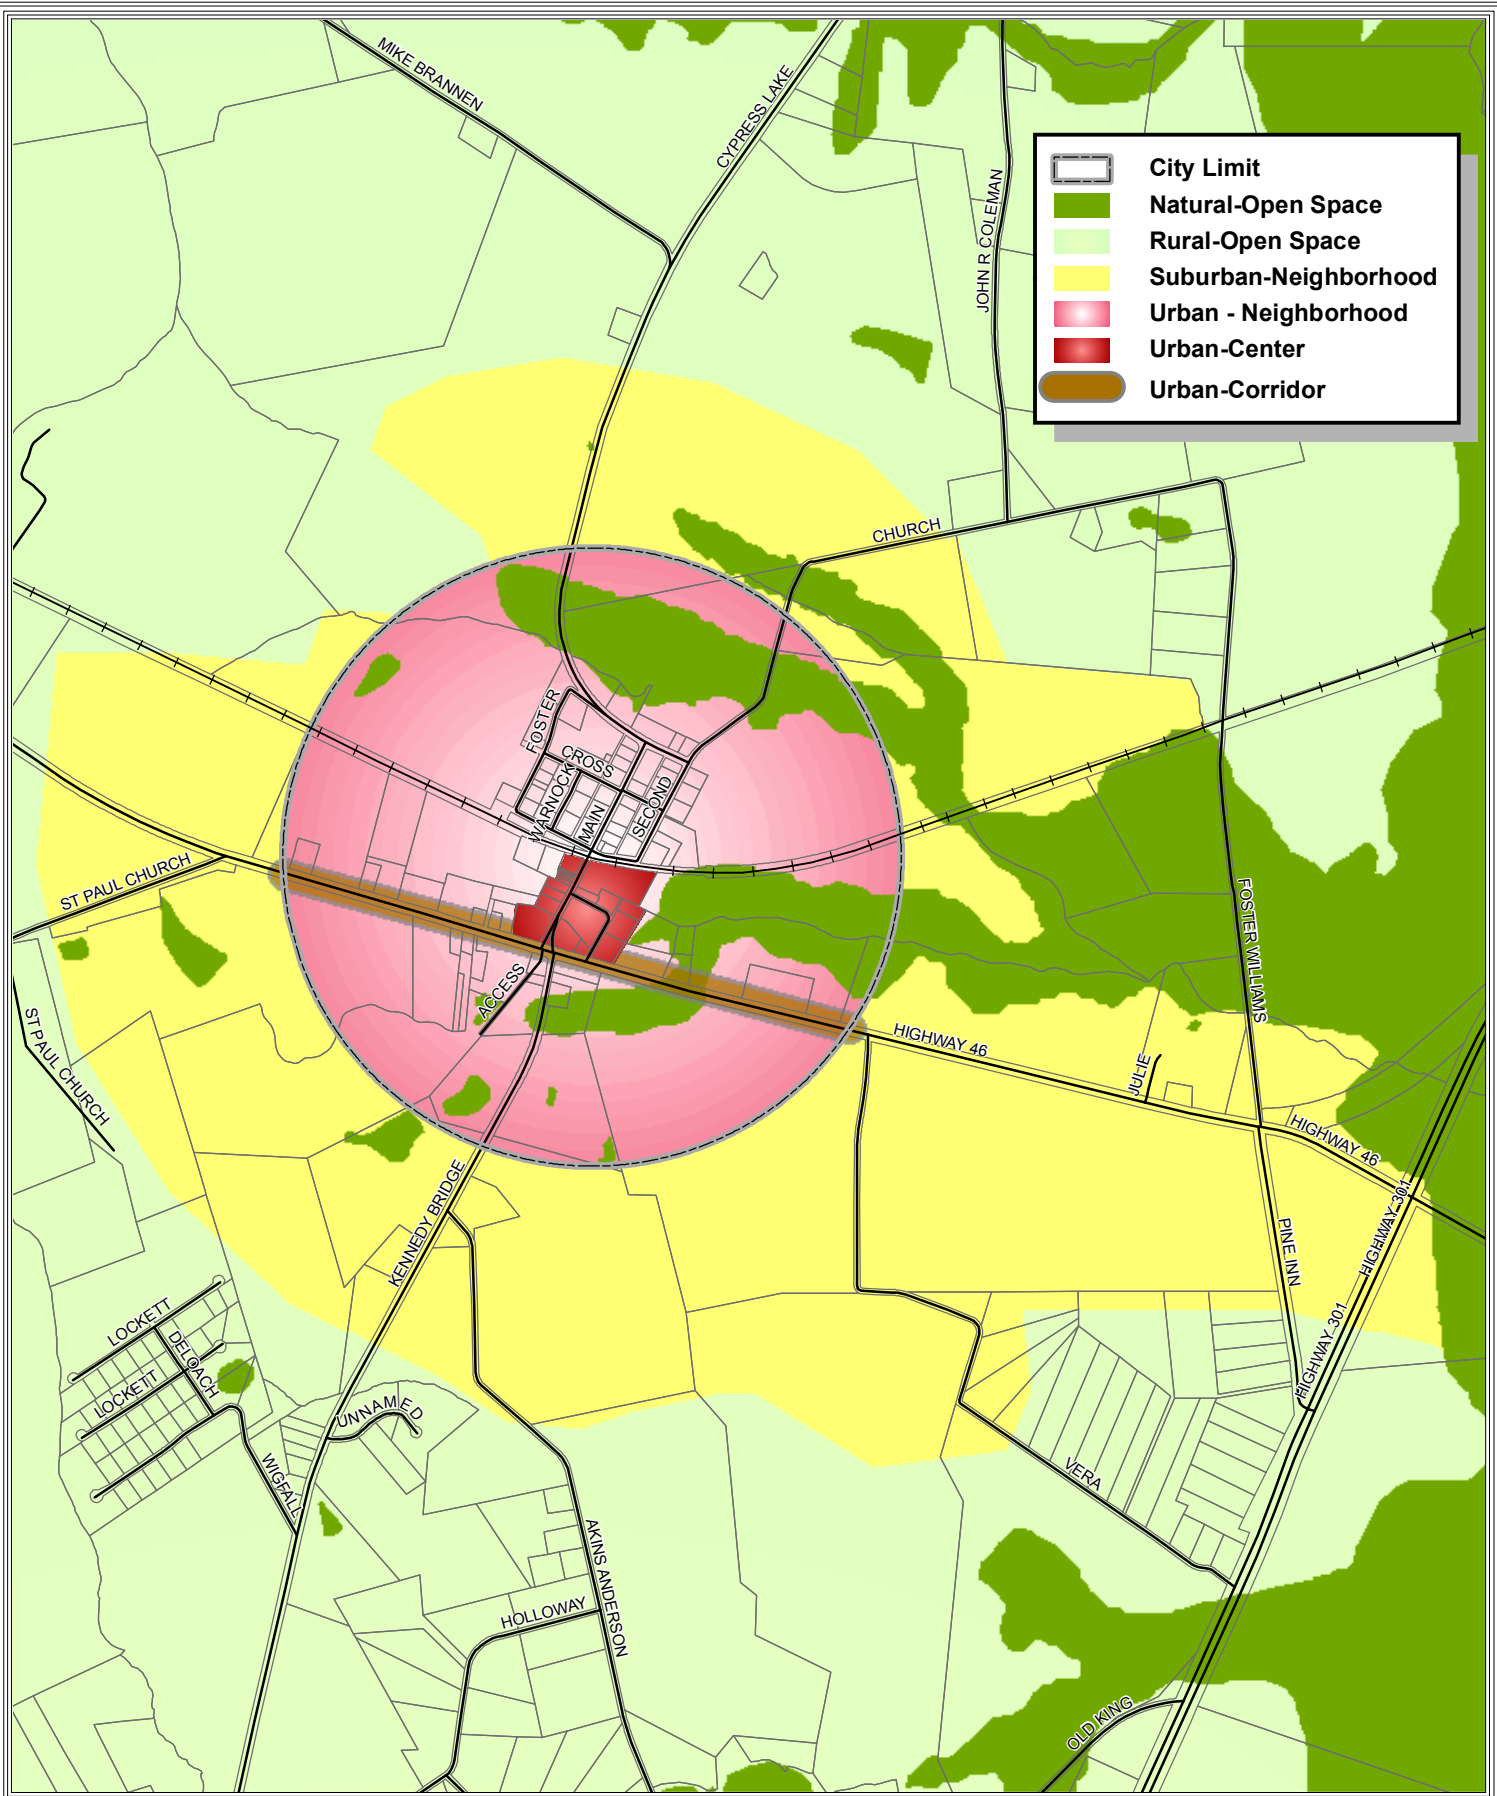 MIKE BRANNEN
CYPRESS LAKE
JOHN R COLEMAN
City Limit
Natural-Open Space
Rural-Open Space
Suburban-Neighborhood
Urban - Neighborhood
Urban-Center
Urban-Corridor
CHURCH
FOSTER
CROSS
WARNOCK
MAIN
SECOND
ST PAUL CHURCH
FOSTER WILLIAMS
ACCESS
ST PAUL CHURCH
HIGHWAY 46
JULIE
HIGHWAY 46
KENNEDY BRIDGE
PINE INN
HIGHWAY 301
HIGHWAY 301
LOCKETT
DELOACH
LOCKETT
UNNAMED
WIGFALL
VERA
AKINS ANDERSON
HOLLOWAY
OLD KING